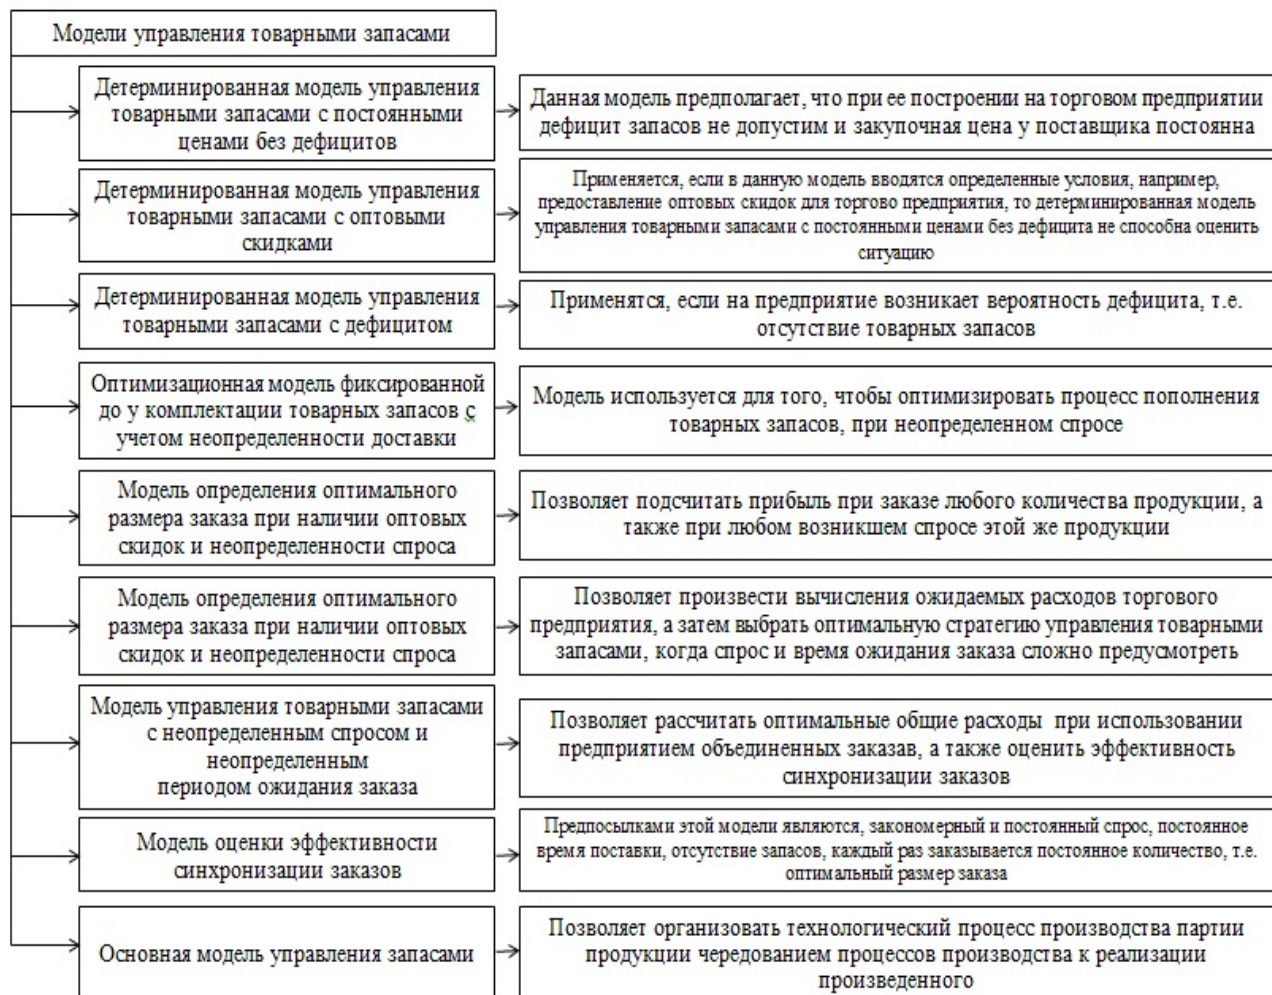 Модели управления товарными запасами
Детерминированная модель управления
товарными запасами с постоянными
ценами без дефицитов
Данная модель предполагает, что при ее построении на торговом предприятии
дефицит запасов не допустим и закупочная цена у поставщика постоянна
Детерминированная модель управления
товарными запасами с оптовыми
скидками
Применяется, если в данную модель вводятся определенные условия, например,
предоставление оптовых скидок для торгово предприятия, то детерминированная модель
управления товарными запасами с постоянными ценами без дефицита не способна оценить
ситуацию
Детерминированная модель управления
товарными запасами с дефицитом
Применятся, если на предприятие возникает вероятность дефицита, т.е.
отсутствие товарных запасов
Оптимизационная модель фиксированной
до у комплектации товарных запасов с
учетом неопределенности доставки
Модель используется для того, чтобы оптимизировать процесс пополнения
товарных запасов, при неопределенном спросе
Модель определения оптимального
размера заказа при наличии оптовых
скидок и неопределенности спроса
Позволяет подсчитать прибыль при заказе любого количества продукции, а
также при любом возникшем спросе этой же продукции
Модель определения оптимального
размера заказа при наличии оптовых
скидок и неопределенности спроса
Позволяет произвести вычисления ожидаемых расходов торгового
предприятия, а затем выбрать оптимальную стратегию управления товарными
запасами, когда спрос и время ожидания заказа сложно предусмотреть
Модель управления товарными запасами
с неопределенным спросом и
неопределенным
периодом ожидания заказа
Позволяет рассчитать оптимальные общие расходы при использовании
предприятием объединенных заказав, а также оценить эффективность
синхронизации заказов
Модель оценки эффективности
синхронизации заказов
Предпосылками этой модели являются, закономерный и постоянный спрос, постоянное
время поставки, отсутствие запасов, каждый раз заказывается постоянное количество, т.е.
оптимальный размер заказа
Основная модель управления запасами
Позволяет организовать технологический процесс производства партии
продукции чередованием процессов производства к реализации
произведенного